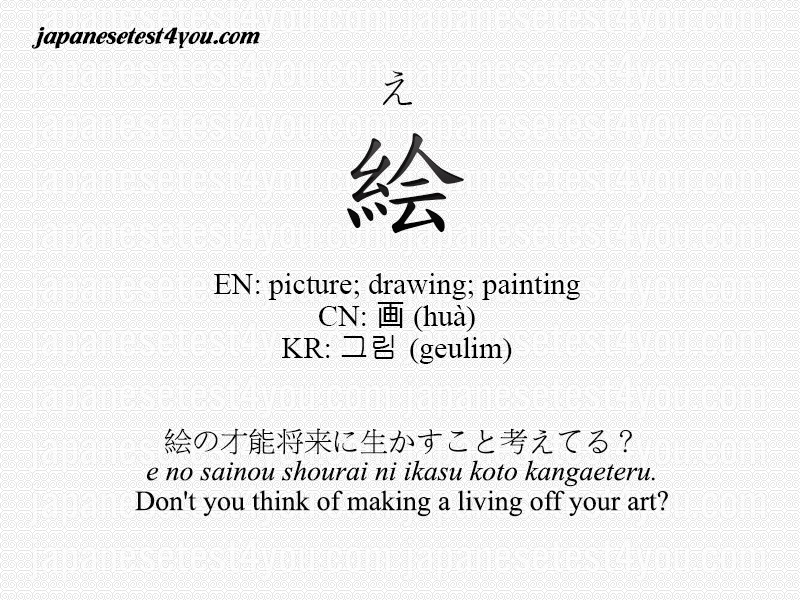 japanesetest4you.com
え
絵
EN: picture; drawing; painting
CN: 画 (huà)
KR: 그림 (geulim)
絵の才能将来に生かすこと考えてる？
e no sainou shourai ni ikasu koto kangaeteru.
Don't you think of making a living off your art?